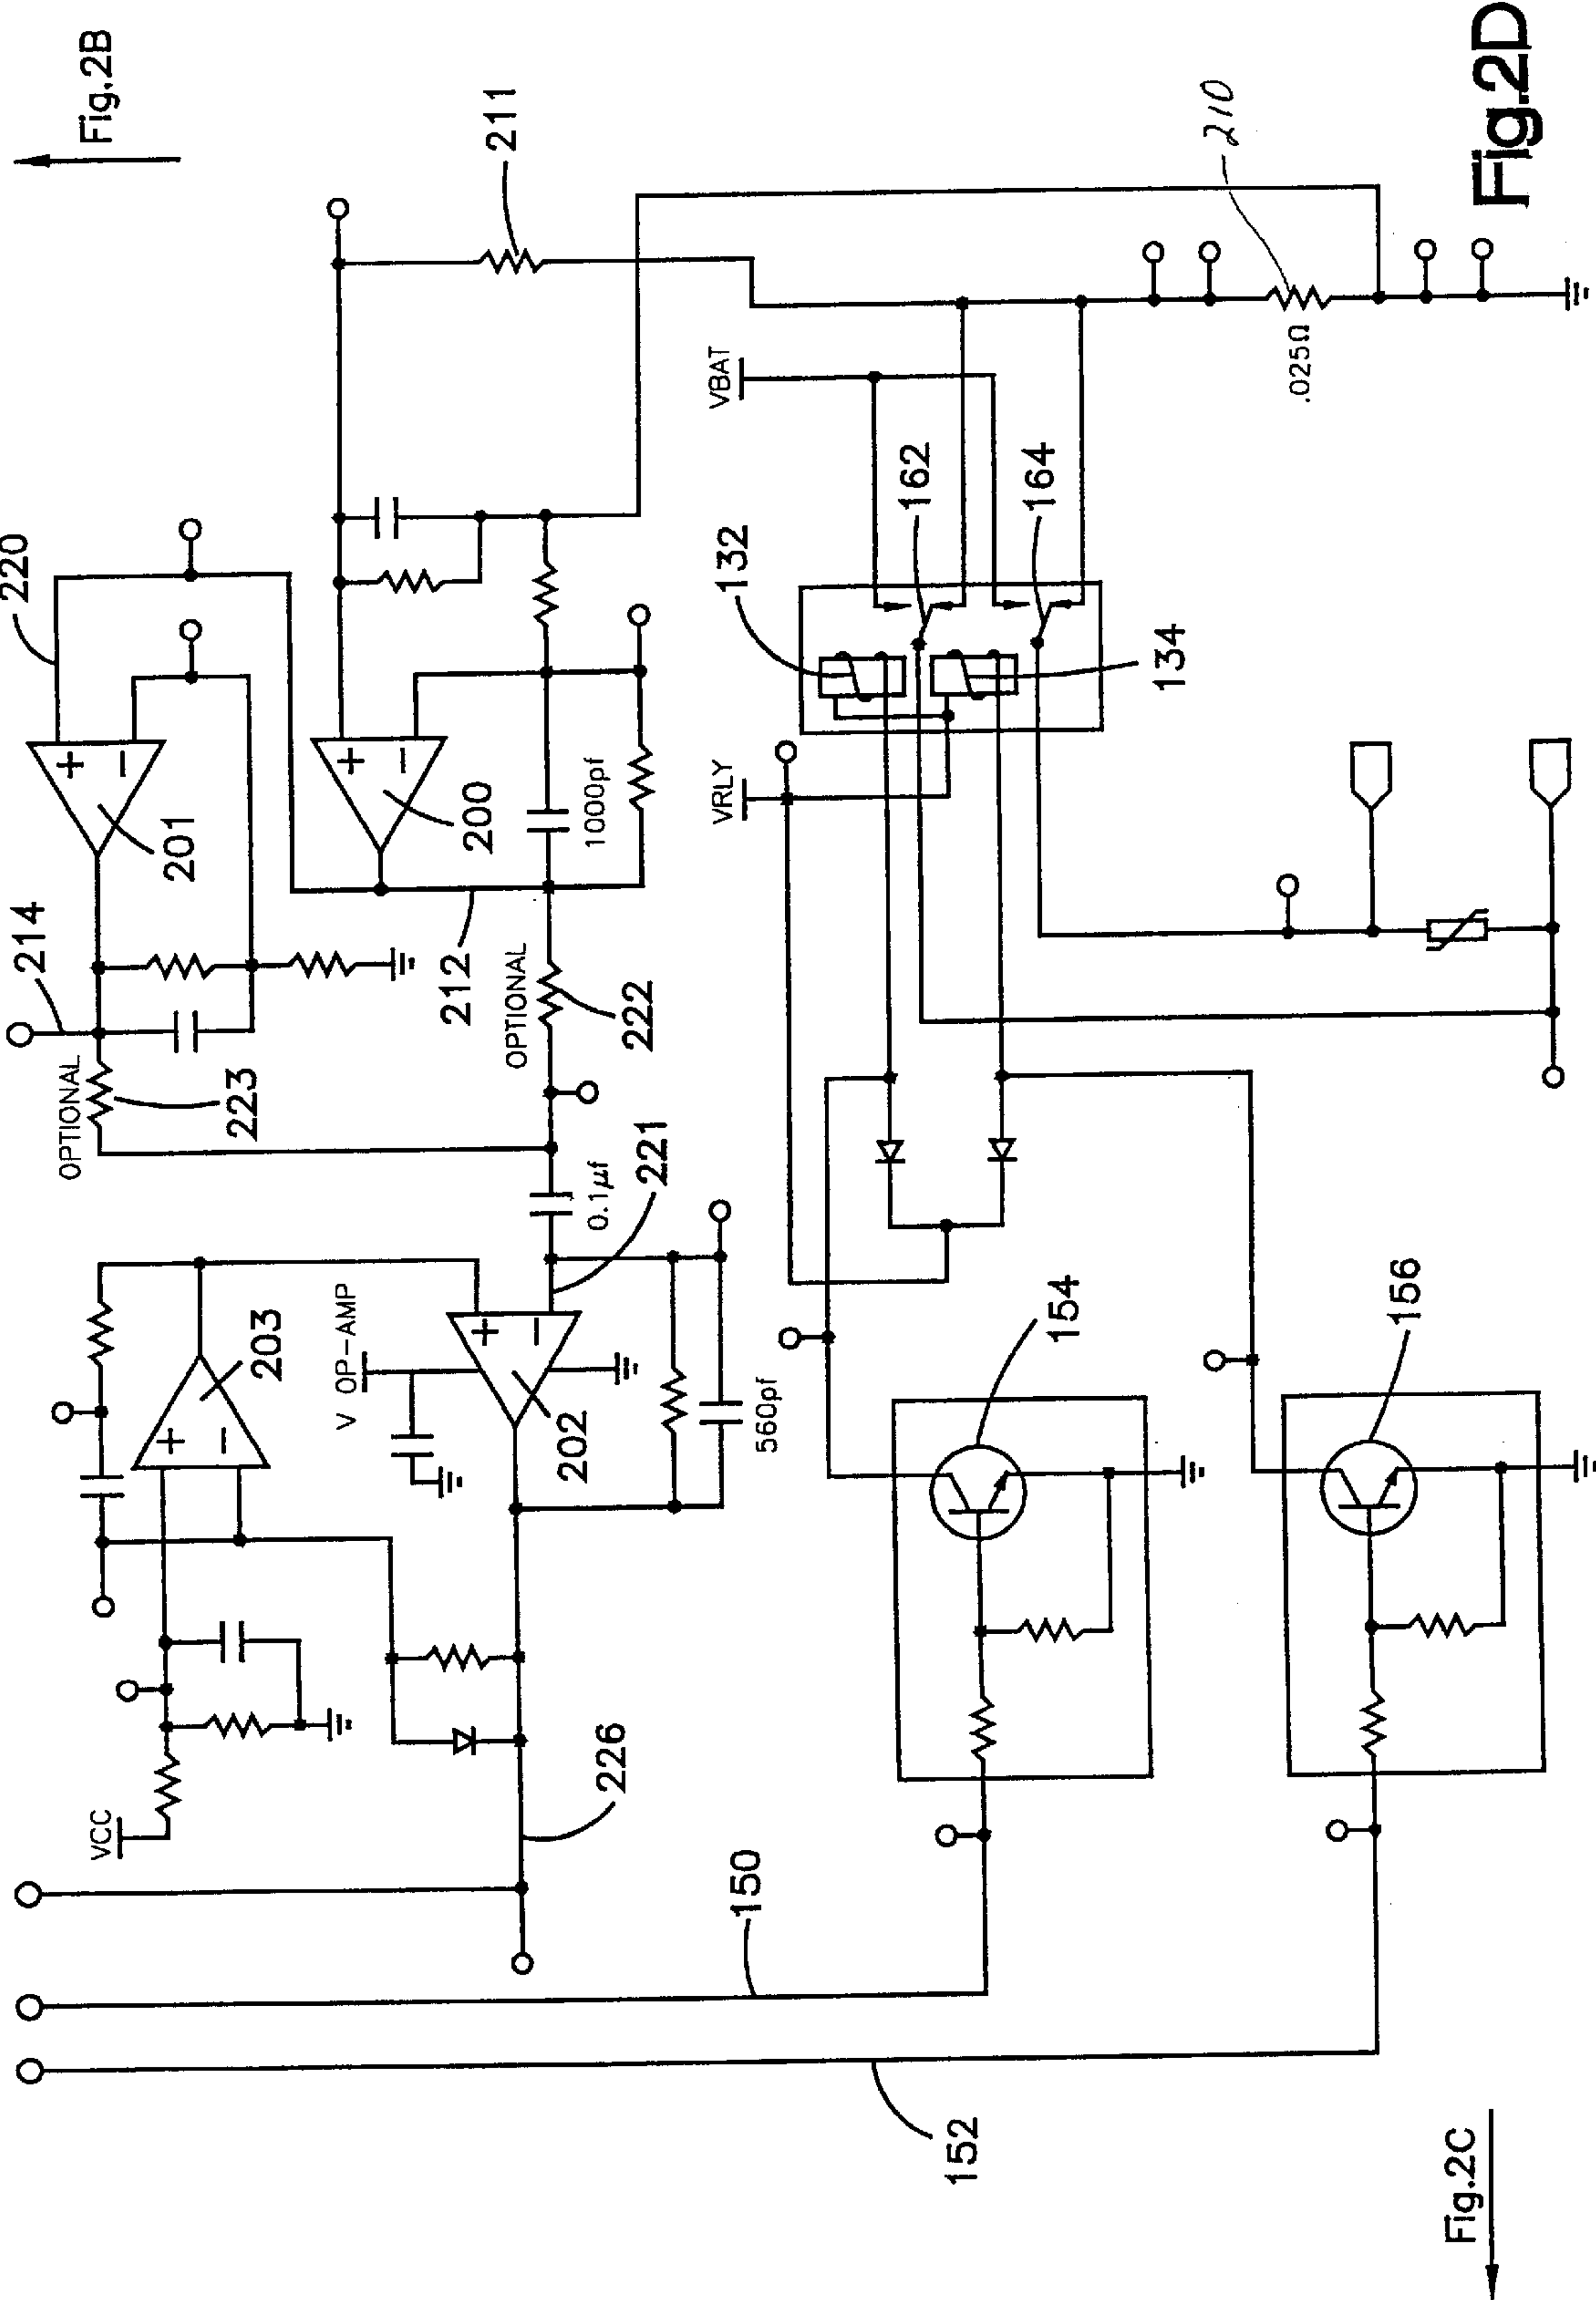 Fig.2B
220
211
201
200
214
212
1000pf
OPTIONAL
223
OPTIONAL
222
203
V OP-AMP
202
221
0.1µf
560pf
VCC
226
VBAT
132
162
164
134
VRLY
210
.025Ω
154
156
150
152
Fig.2C
Fig.2D